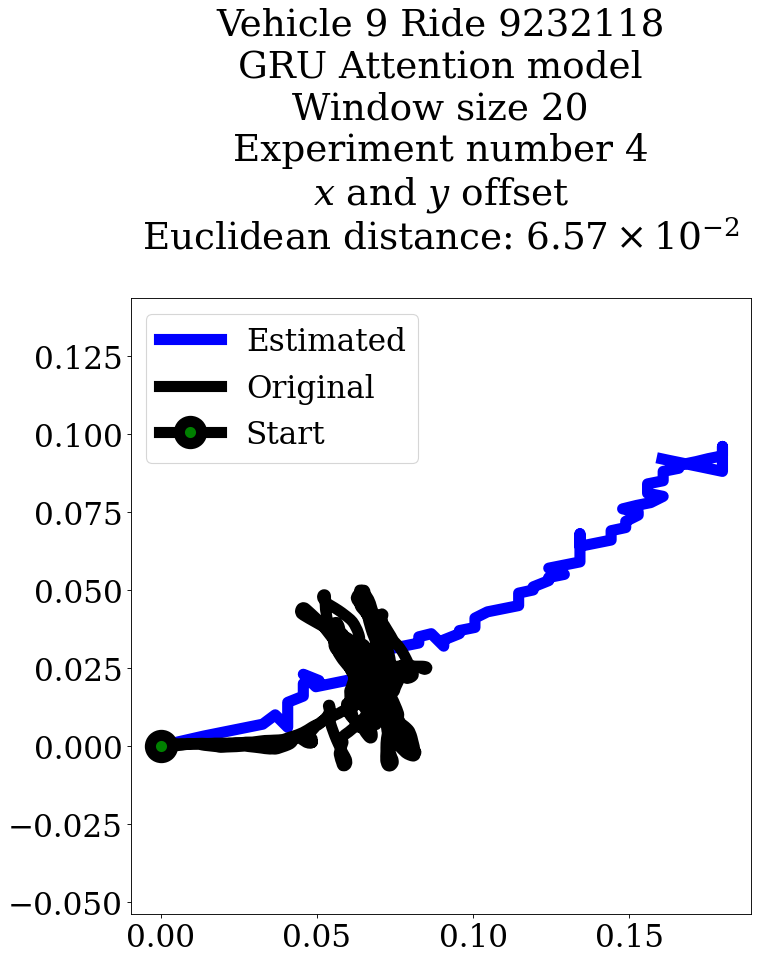 Vehicle 9 Ride 9232118
GRU Attention model
Window size 20
Experiment number 4
x and y offset
Euclidean distance: 6.57 × 10⁻²
Estimated
Original
Start
0.125
0.100
0.075
0.050
0.025
0.000
−0.025
−0.050
0.00 0.05 0.10 0.15